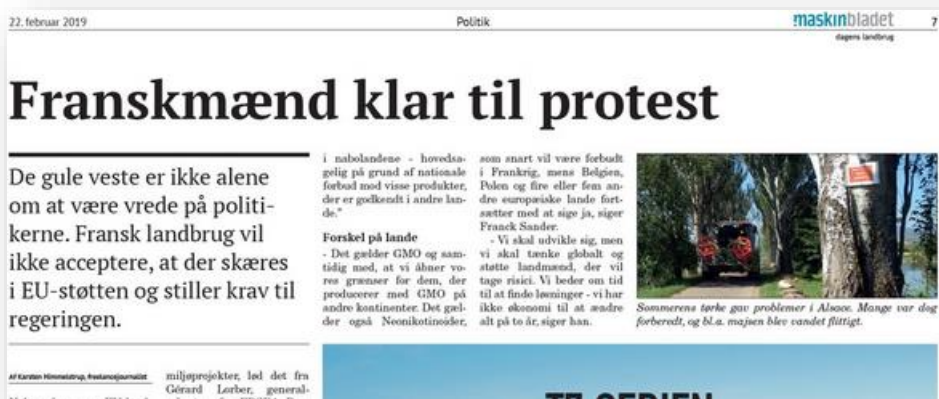 22. februar 2019
Politik
maskinbladet
dagens landbrug
7
Franskmænd klar til protest
De gule veste er ikke alene
om at være vrede på politi-
kerne. Fransk landbrug vil
ikke acceptere, at der skæres
i EU-støtten og stiller krav til
regeringen.
Af Karsten Himmelstrup, freelancejournalist
miljøprojekter, lød det fra
Gérard Lorber, general-
i nabolandene - hovedsa-
gelig på grund af nationale
forbud mod visse produkter,
der er godkendt i andre lan-
de."
Forskel på lande
- Det gælder GMO og sam-
tidig med, at vi åbner vo-
res grænser for dem, der
producerer med GMO på
andre kontinenter. Det gæl-
der også Neonikotinoider,
som snart vil være forbudt
i Frankrig, mens Belgien,
Polen og fire eller fem an-
dre europæiske lande fort-
sætter med at sige ja, siger
Franck Sander.
- Vi skal udvikle sig, men
vi skal tænke globalt og
støtte landmænd, der vil
tage risici. Vi beder om tid
til at finde løsninger - vi har
ikke økonomi til at ændre
alt på to år, siger han.
Sommerens tørke gav problemer i Alsace. Mange var dog
forberedt, og bl.a. majsen blev vandet flittigt.